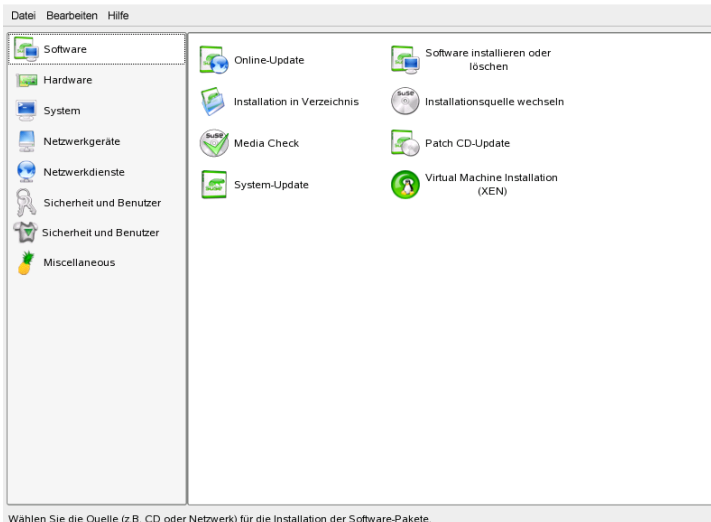 Datei Bearbeiten Hilfe
Software
Hardware
System
Netzwerkgeräte
Netzwerkdienste
Sicherheit und Benutzer
Sicherheit und Benutzer
Miscellaneous
Online-Update
Software installieren oder
löschen
Installation in Verzeichnis
Installationsquelle wechseln
Media Check
Patch CD-Update
System-Update
Virtual Machine Installation
(XEN)
Wählen Sie die Quelle (z.B. CD oder Netzwerk) für die Installation der Software-Pakete.